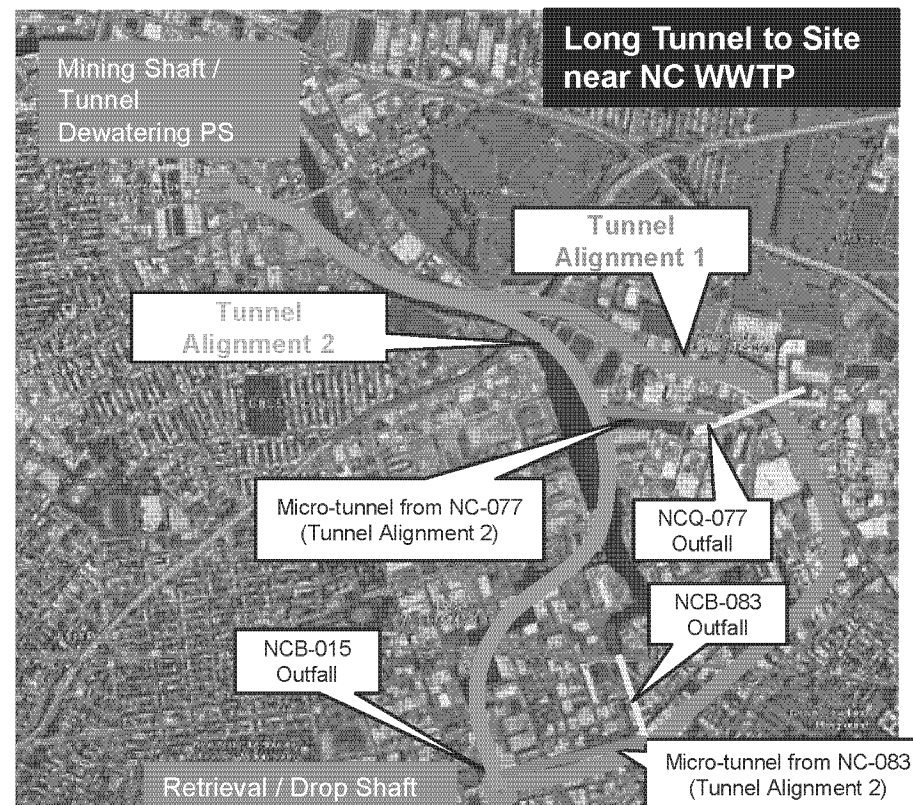 Long Tunnel to Site
near NC WWTP
Mining Shaft /
Tunnel
Dewatering PS
Tunnel
Alignment 1
Tunnel
Alignment 2
Micro-tunnel from NC-077
(Tunnel Alignment 2)
NCQ-077
Outfall
NCB-083
Outfall
NCB-015
Outfall
Micro-tunnel from NC-083
(Tunnel Alignment 2)
Retrieval / Drop Shaft